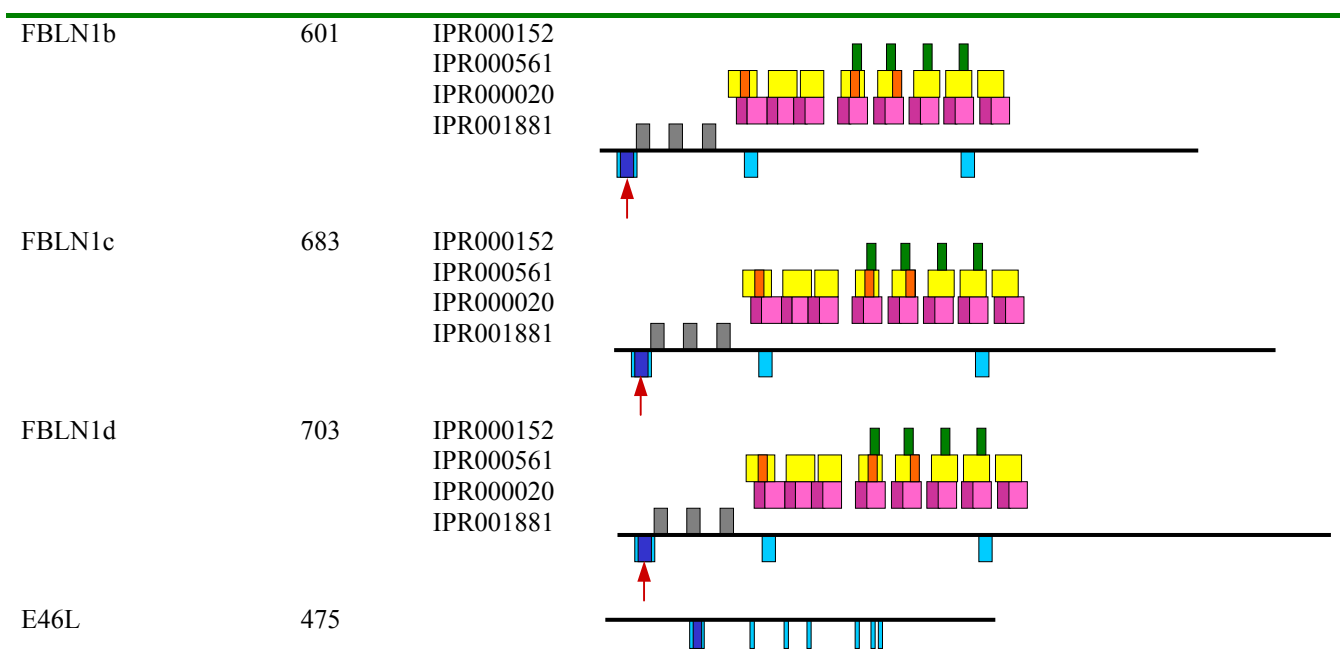 FBLN1b 601 IPR000152
IPR000561
IPR000020
IPR001881
FBLN1c 683 IPR000152
IPR000561
IPR000020
IPR001881
FBLN1d 703 IPR000152
IPR000561
IPR000020
IPR001881
E46L 475